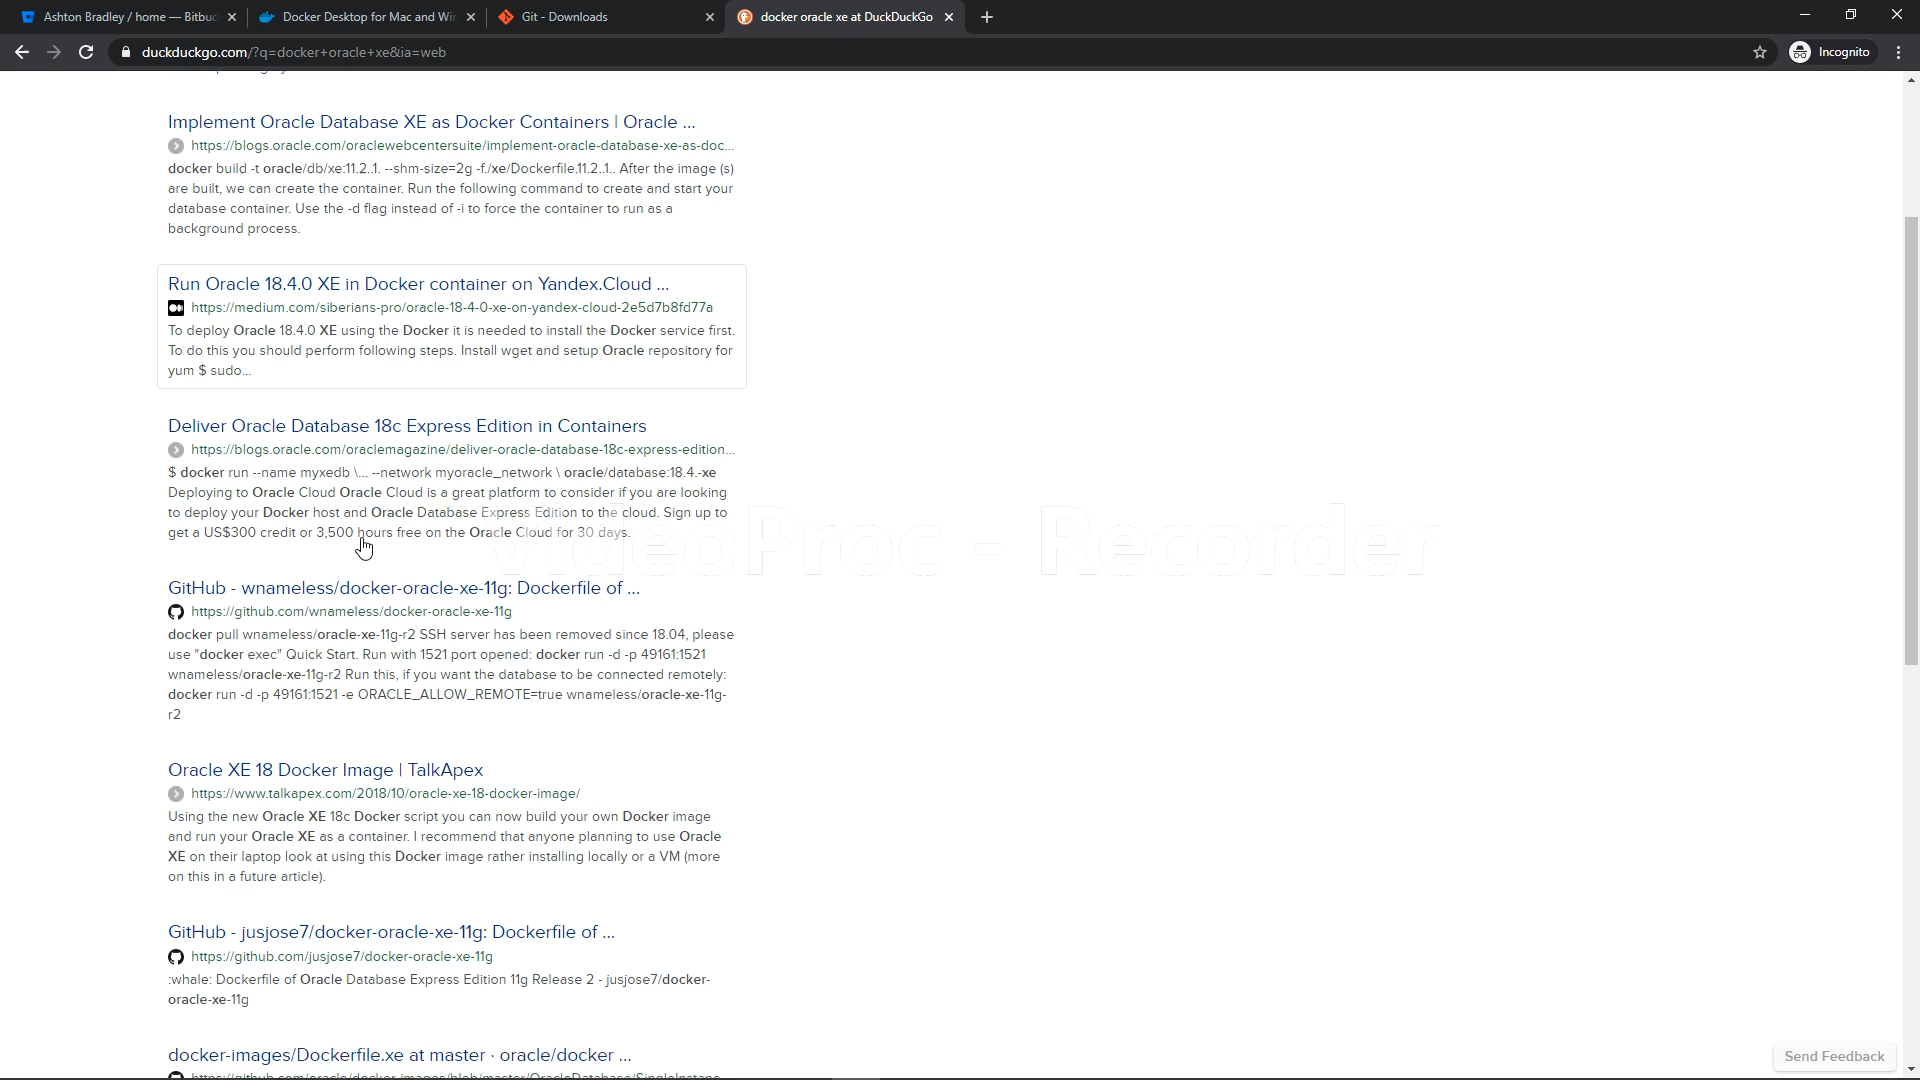 Ashton Bradley / home — Bitbuc
Docker Desktop for Mac and Win
Git - Downloads
docker oracle xe at DuckDuckGo
duckduckgo.com/?q=docker+oracle+xe&ia=web
Incognito
Implement Oracle Database XE as Docker Containers | Oracle ...
https://blogs.oracle.com/oraclewebcentersuite/implement-oracle-database-xe-as-doc...
docker build -t oracle/db/xe:11.2..1. --shm-size=2g -f./xe/Dockerfile.11.2..1.. After the image (s)
are built, we can create the container. Run the following command to create and start your
database container. Use the -d flag instead of -i to force the container to run as a
background process.
Run Oracle 18.4.0 XE in Docker container on Yandex.Cloud ...
https://medium.com/siberians-pro/oracle-18-4-0-xe-on-yandex-cloud-2e5d7b8fd77a
To deploy Oracle 18.4.0 XE using the Docker it is needed to install the Docker service first.
To do this you should perform following steps. Install wget and setup Oracle repository for
yum $ sudo...
Deliver Oracle Database 18c Express Edition in Containers
https://blogs.oracle.com/oraclemagazine/deliver-oracle-database-18c-express-edition...
$ docker run --name myxedb \... --network myoracle_network \ oracle/database:18.4.-xe
Deploying to Oracle Cloud Oracle Cloud is a great platform to consider if you are looking
to deploy your Docker host and Oracle Database Express Edition to the cloud. Sign up to
get a US$300 credit or 3,500 hours free on the Oracle Cloud for 30 days.
VideoProc - Recorder
GitHub - wnameless/docker-oracle-xe-11g: Dockerfile of ...
https://github.com/wnameless/docker-oracle-xe-11g
docker pull wnameless/oracle-xe-11g-r2 SSH server has been removed since 18.04, please
use "docker exec" Quick Start. Run with 1521 port opened: docker run -d -p 49161:1521
wnameless/oracle-xe-11g-r2 Run this, if you want the database to be connected remotely:
docker run -d -p 49161:1521 -e ORACLE_ALLOW_REMOTE=true wnameless/oracle-xe-11g-
r2
Oracle XE 18 Docker Image | TalkApex
https://www.talkapex.com/2018/10/oracle-xe-18-docker-image/
Using the new Oracle XE 18c Docker script you can now build your own Docker image
and run your Oracle XE as a container. I recommend that anyone planning to use Oracle
XE on their laptop look at using this Docker image rather installing locally or a VM (more
on this in a future article).
GitHub - jusjose7/docker-oracle-xe-11g: Dockerfile of ...
https://github.com/jusjose7/docker-oracle-xe-11g
:whale: Dockerfile of Oracle Database Express Edition 11g Release 2 - jusjose7/docker-
oracle-xe-11g
docker-images/Dockerfile.xe at master · oracle/docker ...
https://github.com/oracle/docker-images/blob/master/OracleDatabase/SingleInstanc...
Send Feedback